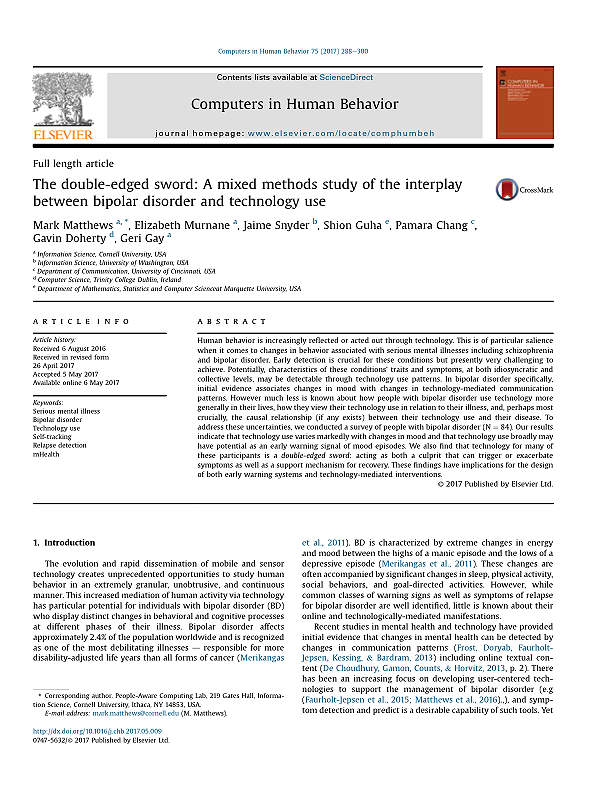 Computers in Human Behavior 75 (2017) 288–300
Contents lists available at ScienceDirect
Computers in Human Behavior
journal homepage: www.elsevier.com/locate/comphumbeh
ELSEVIER
COMPUTERS IN
HUMAN BEHAVIOR
Full length article
The double-edged sword: A mixed methods study of the interplay
between bipolar disorder and technology use
CrossMark
Mark Matthews a, *, Elizabeth Murnane a, Jaime Snyder b, Shion Guha e, Pamara Chang c,
Gavin Doherty d, Geri Gay a
a Information Science, Cornell University, USA
b Information Science, University of Washington, USA
c Department of Communication, University of Cincinnati, USA
d Computer Science, Trinity College Dublin, Ireland
e Department of Mathematics, Statistics and Computer Scienceat Marquette University, USA
ARTICLE INFO
Article history:
Received 6 August 2016
Received in revised form
26 April 2017
Accepted 5 May 2017
Available online 6 May 2017
Keywords:
Serious mental illness
Bipolar disorder
Technology use
Self-tracking
Relapse detection
mHealth
ABSTRACT
Human behavior is increasingly reflected or acted out through technology. This is of particular salience
when it comes to changes in behavior associated with serious mental illnesses including schizophrenia
and bipolar disorder. Early detection is crucial for these conditions but presently very challenging to
achieve. Potentially, characteristics of these conditions' traits and symptoms, at both idiosyncratic and
collective levels, may be detectable through technology use patterns. In bipolar disorder specifically,
initial evidence associates changes in mood with changes in technology-mediated communication
patterns. However much less is known about how people with bipolar disorder use technology more
generally in their lives, how they view their technology use in relation to their illness, and, perhaps most
crucially, the causal relationship (if any exists) between their technology use and their disease. To
address these uncertainties, we conducted a survey of people with bipolar disorder (N = 84). Our results
indicate that technology use varies markedly with changes in mood and that technology use broadly may
have potential as an early warning signal of mood episodes. We also find that technology for many of
these participants is a double-edged sword: acting as both a culprit that can trigger or exacerbate
symptoms as well as a support mechanism for recovery. These findings have implications for the design
of both early warning systems and technology-mediated interventions.
© 2017 Published by Elsevier Ltd.
1. Introduction
The evolution and rapid dissemination of mobile and sensor
technology creates unprecedented opportunities to study human
behavior in an extremely granular, unobtrusive, and continuous
manner. This increased mediation of human activity via technology
has particular potential for individuals with bipolar disorder (BD)
who display distinct changes in behavioral and cognitive processes
at different phases of their illness. Bipolar disorder affects
approximately 2.4% of the population worldwide and is recognized
as one of the most debilitating illnesses — responsible for more
disability-adjusted life years than all forms of cancer (Merikangas
* Corresponding author. People-Aware Computing Lab, 219 Gates Hall, Informa-
tion Science, Cornell University, Ithaca, NY 14853, USA.
E-mail address: mark.matthews@cornell.edu (M. Matthews).
http://dx.doi.org/10.1016/j.chb.2017.05.009
0747-5632/© 2017 Published by Elsevier Ltd.
et al., 2011). BD is characterized by extreme changes in energy
and mood between the highs of a manic episode and the lows of a
depressive episode (Merikangas et al., 2011). These changes are
often accompanied by significant changes in sleep, physical activity,
social behaviors, and goal-directed activities. However, while
common classes of warning signs as well as symptoms of relapse
for bipolar disorder are well identified, little is known about their
online and technologically-mediated manifestations.
Recent studies in mental health and technology have provided
initial evidence that changes in mental health can be detected by
changes in communication patterns (Frost, Doryab, Faurholt-
Jepsen, Kessing, & Bardram, 2013) including online textual con-
tent (De Choudhury, Gamon, Counts, & Horvitz, 2013, p. 2). There
has been an increasing focus on developing user-centered tech-
nologies to support the management of bipolar disorder (e.g
(Faurholt-Jepsen et al., 2015; Matthews et al., 2016).,), and symp-
tom detection and predict is a desirable capability of such tools. Yet